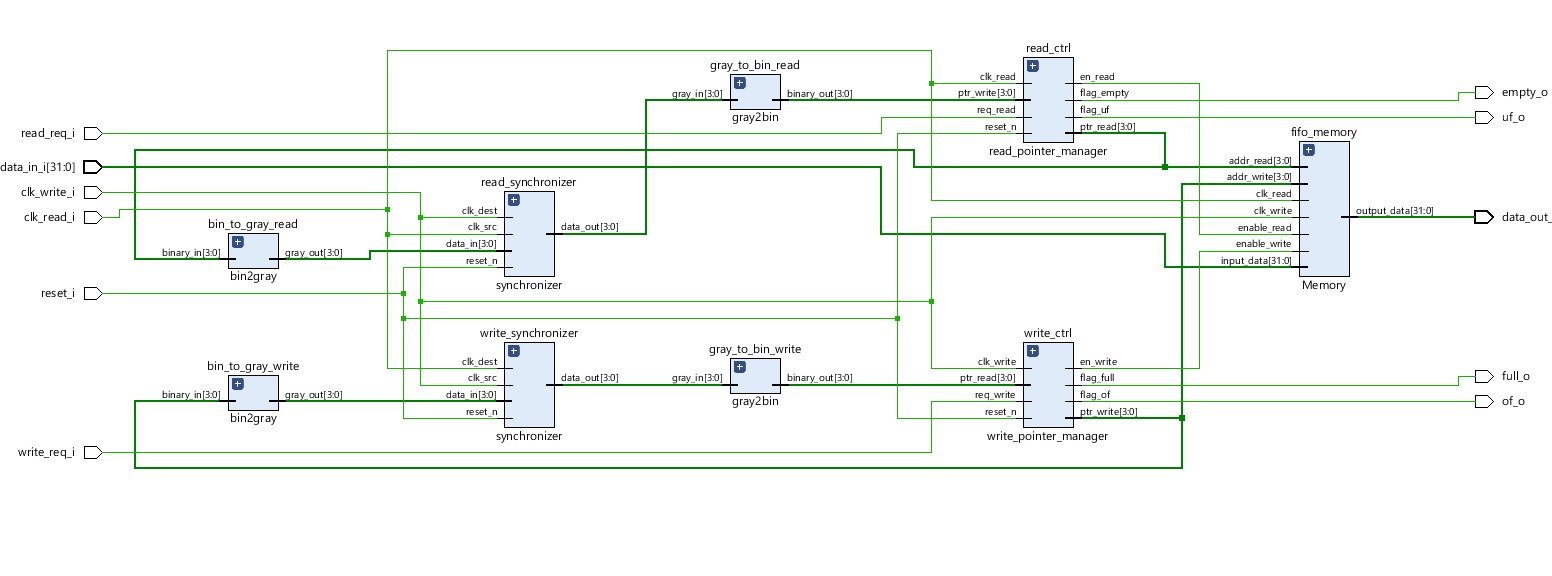 read_ctrl
gray_to_bin_read
clk_read
en_read
ptr_write[3:0]
flag_empty
req_read
flag_uf
reset_n
ptr_read[3:0]
read_pointer_manager
gray_in[3:0]
binary_out[3:0]
gray2bin
empty_o
uf_o
read_req_i
data_in_i[31:0]
clk_write_i
clk_read_i
fifo_memory
addr_read[3:0]
addr_write[3:0]
clk_read
clk_write
enable_read
enable_write
input_data[31:0]
output_data[31:0]
Memory
data_out_
read_synchronizer
clk_dest
clk_src
data_in[3:0]
reset_n
data_out[3:0]
synchronizer
bin_to_gray_read
binary_in[3:0]
gray_out[3:0]
bin2gray
reset_i
write_synchronizer
clk_dest
clk_src
data_in[3:0]
reset_n
data_out[3:0]
synchronizer
gray_to_bin_write
gray_in[3:0]
binary_out[3:0]
gray2bin
write_ctrl
clk_write
en_write
ptr_read[3:0]
flag_full
req_write
flag_of
reset_n
ptr_write[3:0]
write_pointer_manager
full_o
of_o
bin_to_gray_write
binary_in[3:0]
gray_out[3:0]
bin2gray
write_req_i